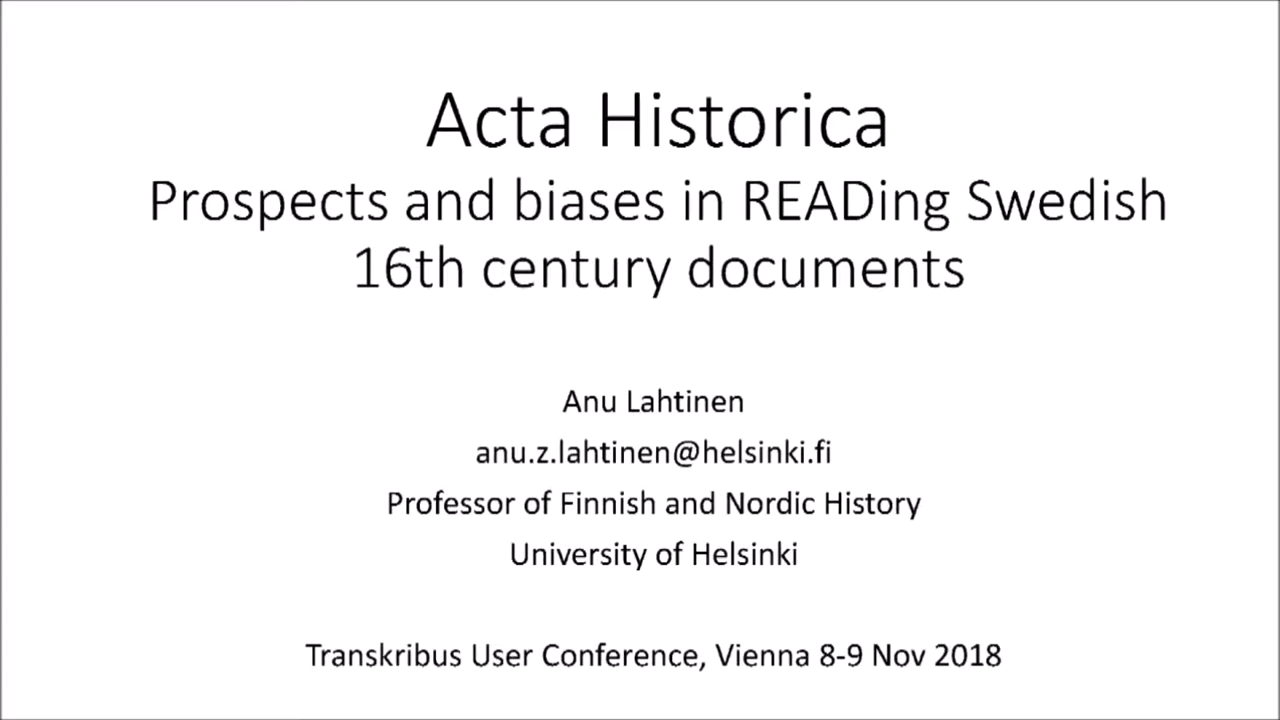 Acta Historica
Prospects and biases in READing Swedish
16th century documents
Anu Lahtinen
anu.z.lahtinen@helsinki.fi
Professor of Finnish and Nordic History
University of Helsinki
Transkribus User Conference, Vienna 8-9 Nov 2018